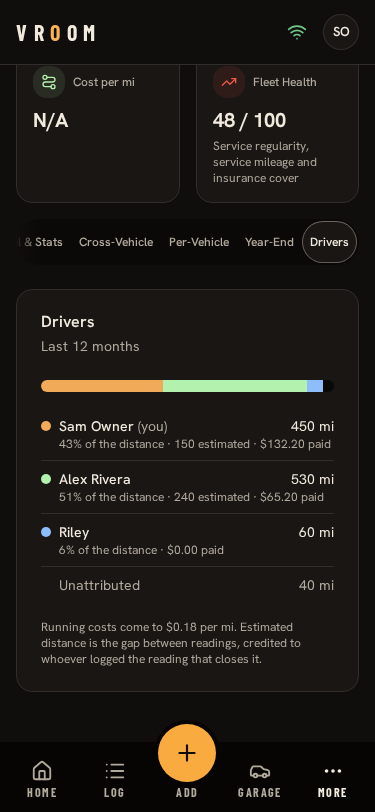 VROOM
SO
Cost per mi
N/A
Fleet Health
48 / 100
Service regularity,
service mileage and
insurance cover
& Stats Cross-Vehicle Per-Vehicle Year-End Drivers
Drivers
Last 12 months
Sam Owner (you) 450 mi
43% of the distance · 150 estimated · $132.20 paid
Alex Rivera 530 mi
51% of the distance · 240 estimated · $65.20 paid
Riley 60 mi
6% of the distance · $0.00 paid
Unattributed 40 mi
Running costs come to $0.18 per mi. Estimated
distance is the gap between readings, credited to
whoever logged the reading that closes it.
HOME LOG ADD GARAGE MORE